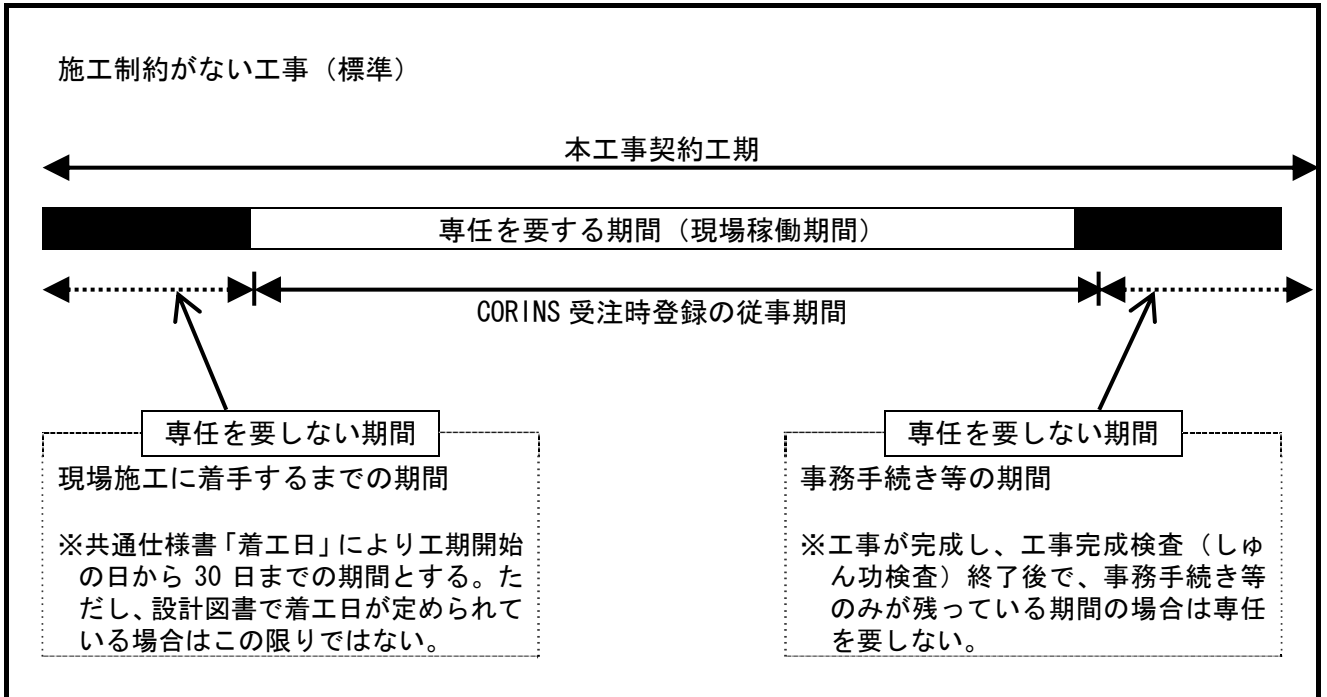 施工制約がない工事（標準）
本工事契約工期
専任を要する期間（現場稼働期間）
CORINS 受注時登録の従事期間
専任を要しない期間
現場施工に着手するまでの期間
※共通仕様書「着工日」により工期開始
の日から 30 日までの期間とする。た
だし、設計図書で着工日が定められて
いる場合はこの限りではない。
専任を要しない期間
事務手続き等の期間
※工事が完成し、工事完成検査（しゅ
ん功検査）終了後で、事務手続き等
のみが残っている期間の場合は専任
を要しない。